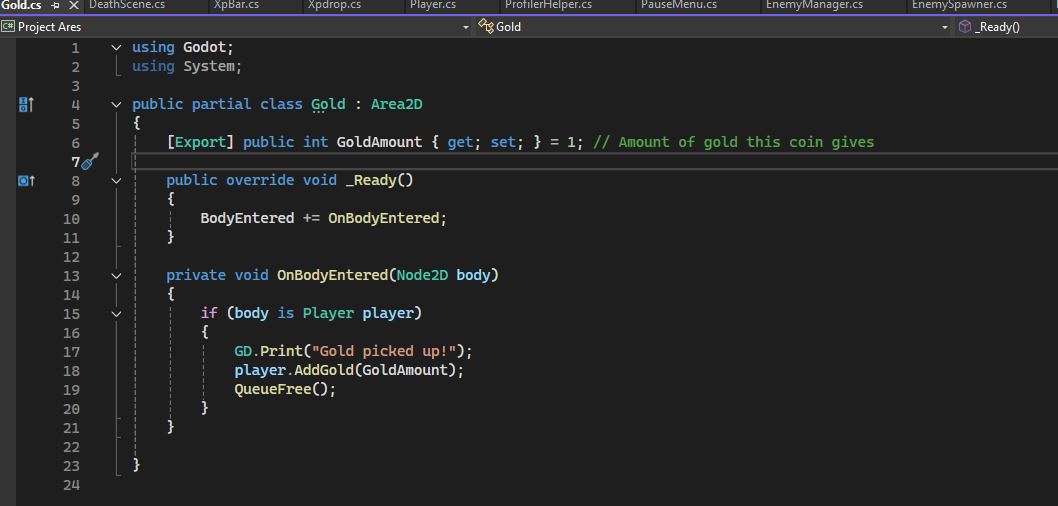 Gold.cs DeathScene.cs XpBar.cs Xpdrop.cs Player.cs ProfilerHelper.cs PauseMenu.cs EnemyManager.cs EnemySpawner.cs
C# Project Ares Gold _Ready()
1 using Godot;
2 using System;
3
4 public partial class Gold : Area2D
5 {
6 [Export] public int GoldAmount { get; set; } = 1; // Amount of gold this coin gives
7
8 public override void _Ready()
9 {
10 BodyEntered += OnBodyEntered;
11 }
12
13 private void OnBodyEntered(Node2D body)
14 {
15 if (body is Player player)
16 {
17 GD.Print("Gold picked up!");
18 player.AddGold(GoldAmount);
19 QueueFree();
20 }
21 }
22
23 }
24